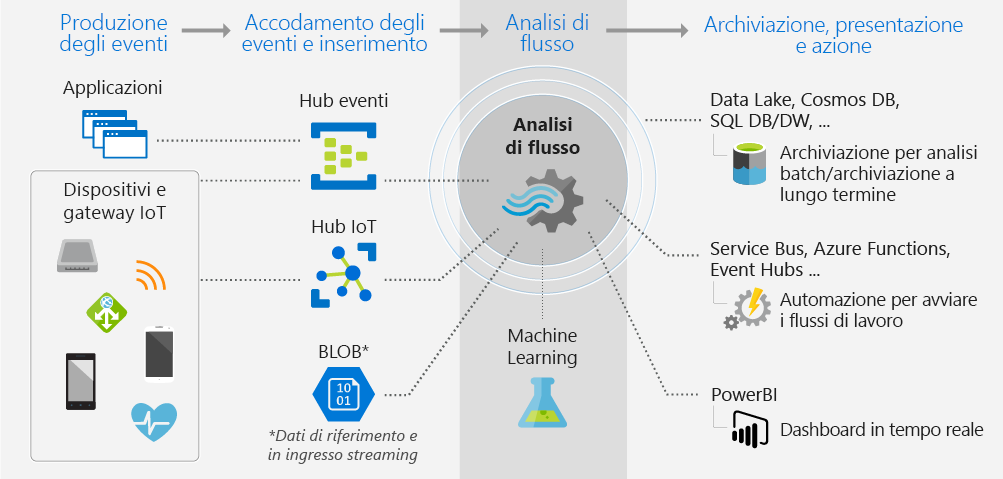 Produzione
degli eventi
Accodamento degli
eventi e inserimento
Analisi di
flusso
Archiviazione, presentazione
e azione
Applicazioni
Dispositivi e
gateway IoT
Hub eventi
Hub IoT
BLOB*
10
01
*Dati di riferimento e
in ingresso streaming
Analisi
di flusso
Machine
Learning
Data Lake, Cosmos DB,
SQL DB/DW, ...
Archiviazione per analisi
batch/archiviazione a
lungo termine
Service Bus, Azure Functions,
Event Hubs ...
Automazione per avviare
i flussi di lavoro
PowerBI
Dashboard in tempo reale